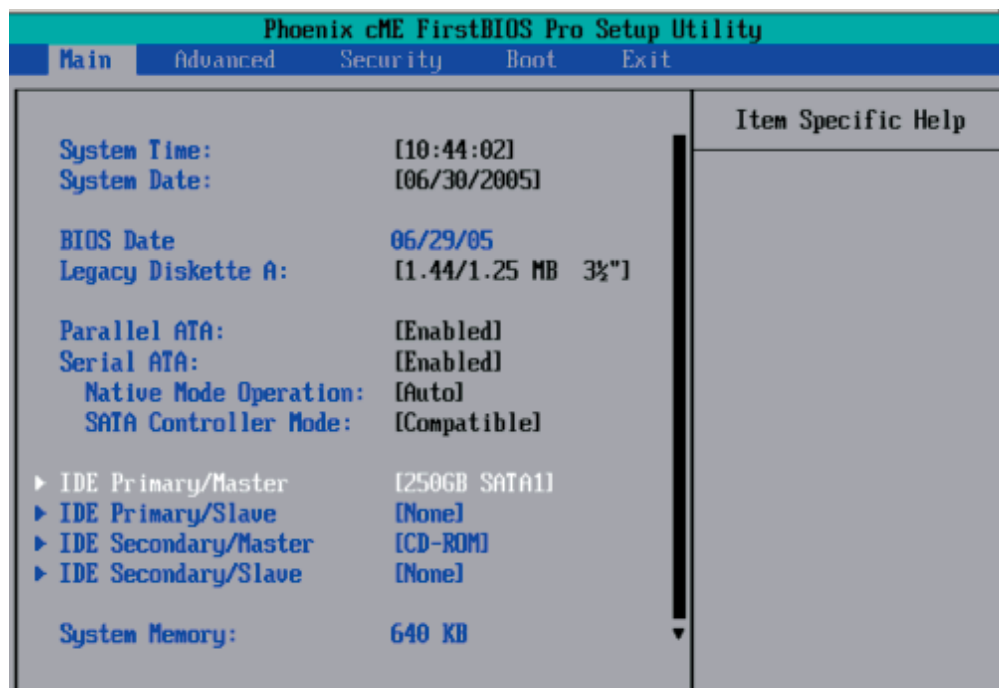 Phoenix cME FirstBIOS Pro Setup Utility
Main Advanced Security Boot Exit
Item Specific Help
System Time: [10:44:02]
System Date: [06/30/2005]
BIOS Date 06/29/05
Legacy Diskette A: [1.44/1.25 MB 3½"]
Parallel ATA: [Enabled]
Serial ATA: [Enabled]
Native Mode Operation: [Auto]
SATA Controller Mode: [Compatible]
IDE Primary/Master [250GB SATA1]
IDE Primary/Slave [None]
IDE Secondary/Master [CD-ROM]
IDE Secondary/Slave [None]
System Memory: 640 KB